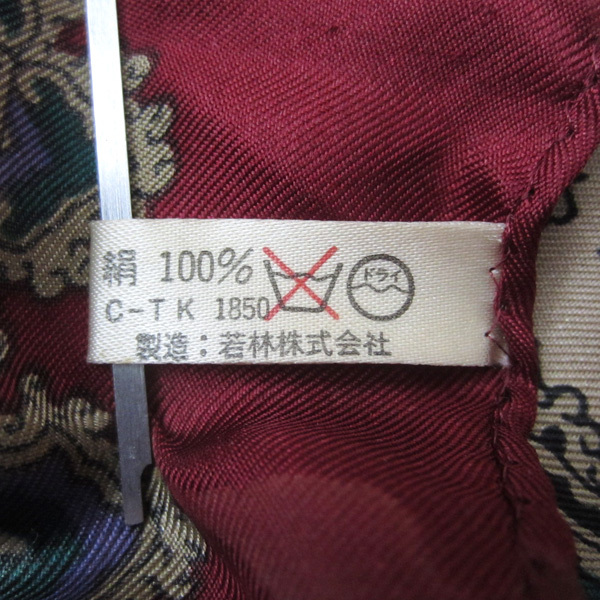 絹 100% ドライ
C-TK 1850
製造：若林株式会社